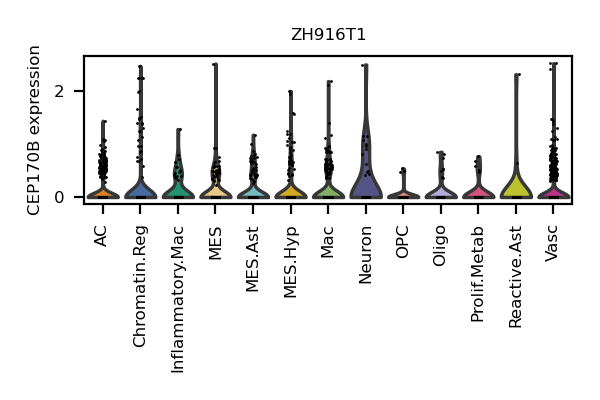 ZH916T1
CEP170B expression
2
0
AC
Chromatin.Reg
Inflammatory.Mac
MES
MES.Ast
MES.Hyp
Mac
Neuron
OPC
Oligo
Prolif.Metab
Reactive.Ast
Vasc